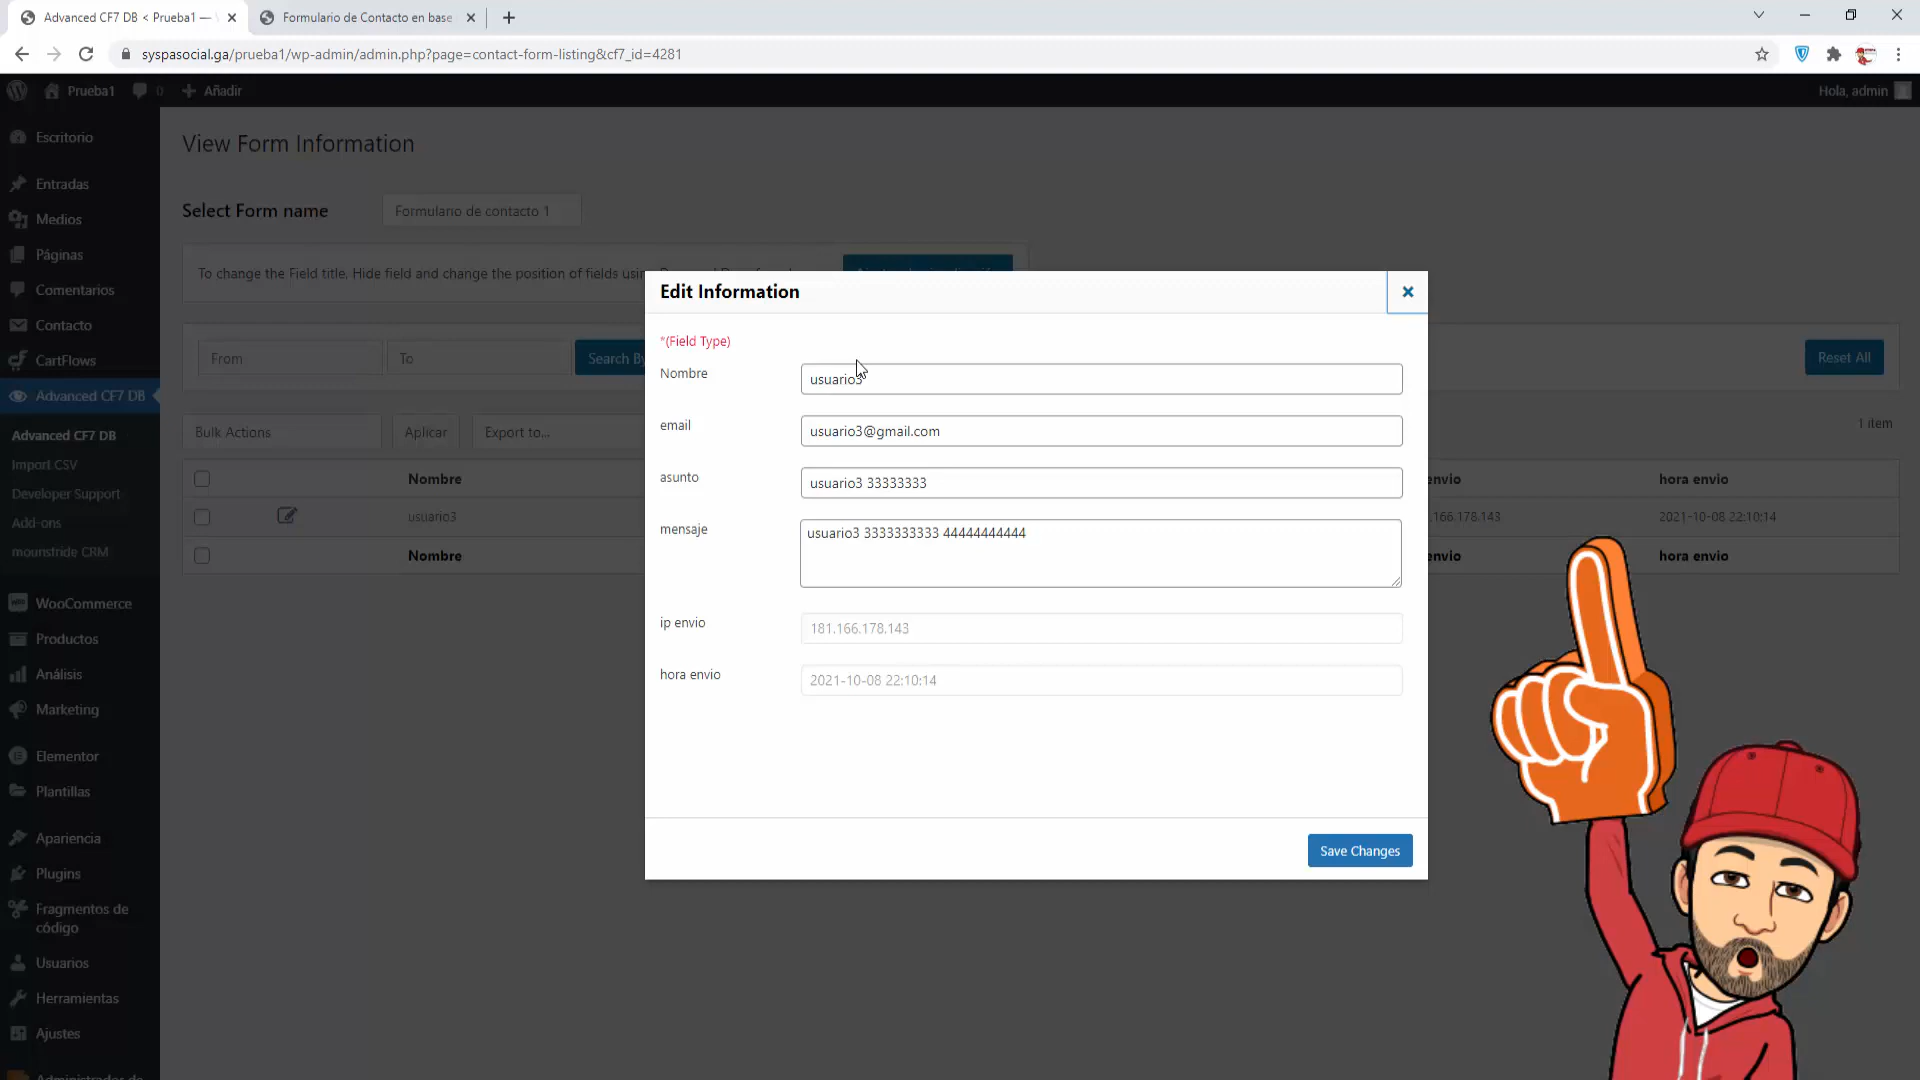 Advanced CF7 DB < Prueba1 —
Formulario de Contacto en base
syspasocial.ga/prueba1/wp-admin/admin.php?page=contact-form-listing&cf7_id=4281
Prueba1
0
Añadir
Hola, admin
Escritorio
Entradas
Medios
Páginas
Comentarios
Contacto
CartFlows
Advanced CF7 DB
Advanced CF7 DB
Import CSV
Developer Support
Add-ons
mounstride CRM
WooCommerce
Productos
Análisis
Marketing
Elementor
Plantillas
Apariencia
Plugins
Fragmentos de
código
Usuarios
Herramientas
Ajustes
Administrador de
View Form Information
Select Form name
Formulario de contacto 1
To change the Field title, Hide field and change the position of fields
From
To
Search By
Reset All
Bulk Actions
Aplicar
Export to...
1 item
Nombre
envio
hora envio
usuario3
.166.178.143
2021-10-08 22:10:14
Nombre
envio
hora envio
Edit Information
*(Field Type)
Nombre
usuario3
email
usuario3@gmail.com
asunto
usuario3 33333333
mensaje
usuario3 3333333333 44444444444
ip envio
181.166.178.143
hora envio
2021-10-08 22:10:14
Save Changes